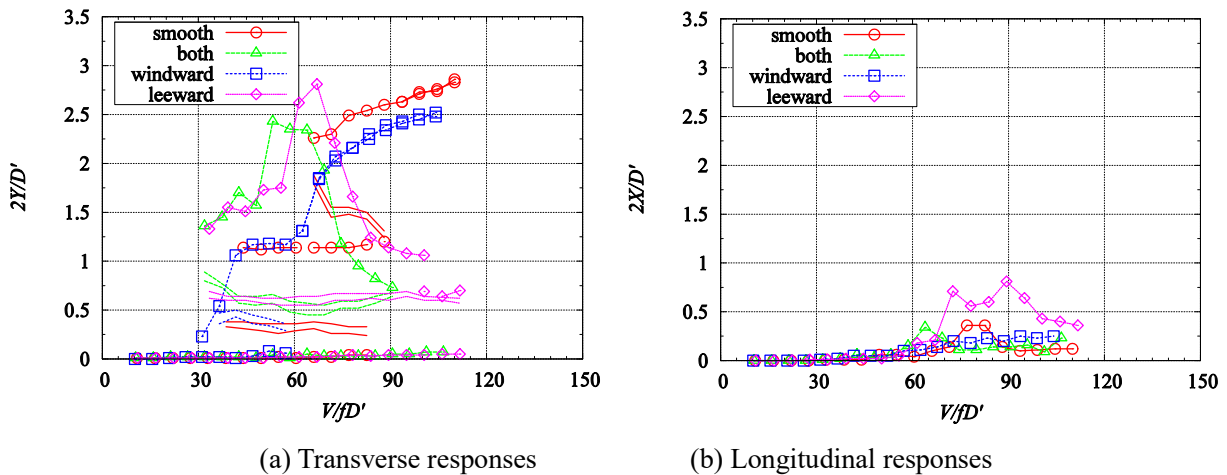 3.5
3
2.5
2
1.5
1
0.5
0
0 30 60 90 120 150
2Y/D'
V/fD'
smooth
both
windward
leeward
(a) Transverse responses
3.5
3
2.5
2
1.5
1
0.5
0
0 30 60 90 120 150
2X/D'
V/fD'
smooth
both
windward
leeward
(b) Longitudinal responses